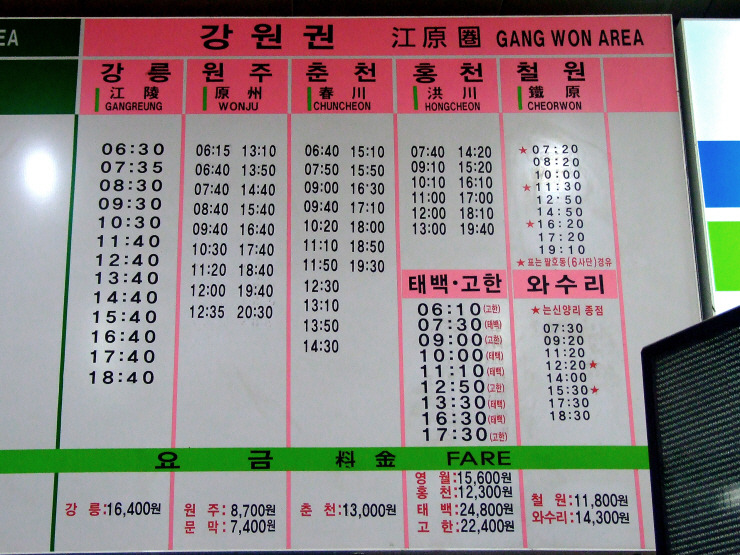 EA
강원권 江原圈 GANG WON AREA
강릉
江陵
GANGREUNG
06:30
07:35
08:30
09:30
10:30
11:40
12:40
13:40
14:40
15:40
16:40
17:40
18:40
원주
原州
WONJU
06:15 13:10
06:40 13:50
07:40 14:40
08:40 15:40
09:40 16:40
10:30 17:40
11:20 18:40
12:00 19:40
12:35 20:30
춘천
春川
CHUNCHEON
06:40 15:10
07:50 15:50
09:00 16:30
09:40 17:10
10:20 18:00
11:10 18:50
11:50 19:30
12:30
13:10
13:50
14:30
홍천
洪川
HONGCHEON
07:40 14:20
09:10 15:20
10:10 16:10
11:00 17:00
12:00 18:10
13:00 19:40
태백·고한
06:10(고한)
07:30(태백)
09:00(고한)
10:00(태백)
11:10(태백)
12:50(고한)
13:30(태백)
16:30(태백)
17:30(고한)
철원
鐵原
CHEORWON
★07:20
08:20
10:00
★11:30
12:50
14:50
★16:20
17:20
19:10
★표는 팔호동(6사단)경유
와수리
★는신양리 종점
07:30
09:20
11:20
12:20★
14:00
15:30★
17:30
18:30
요금 料金 FARE
강릉:16,400원
원주:8,700원
문막:7,400원
춘천:13,000원
영월:15,600원
홍천:12,300원
태백:24,800원
고한:22,400원
철원:11,800원
와수리:14,300원